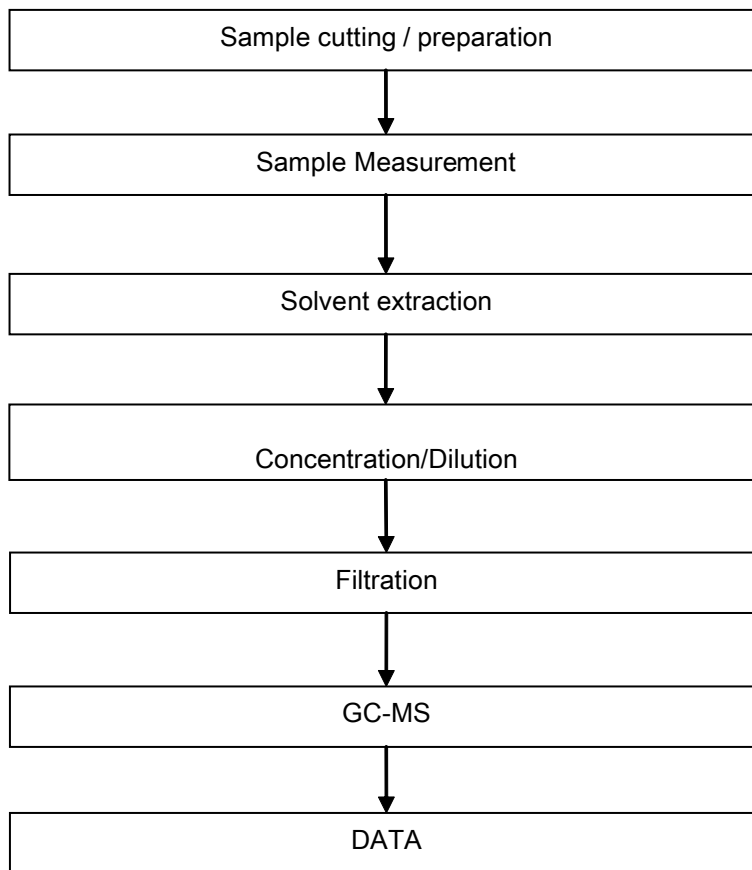 Sample cutting / preparation
Sample Measurement
Solvent extraction
Concentration/Dilution
Filtration
GC-MS
DATA